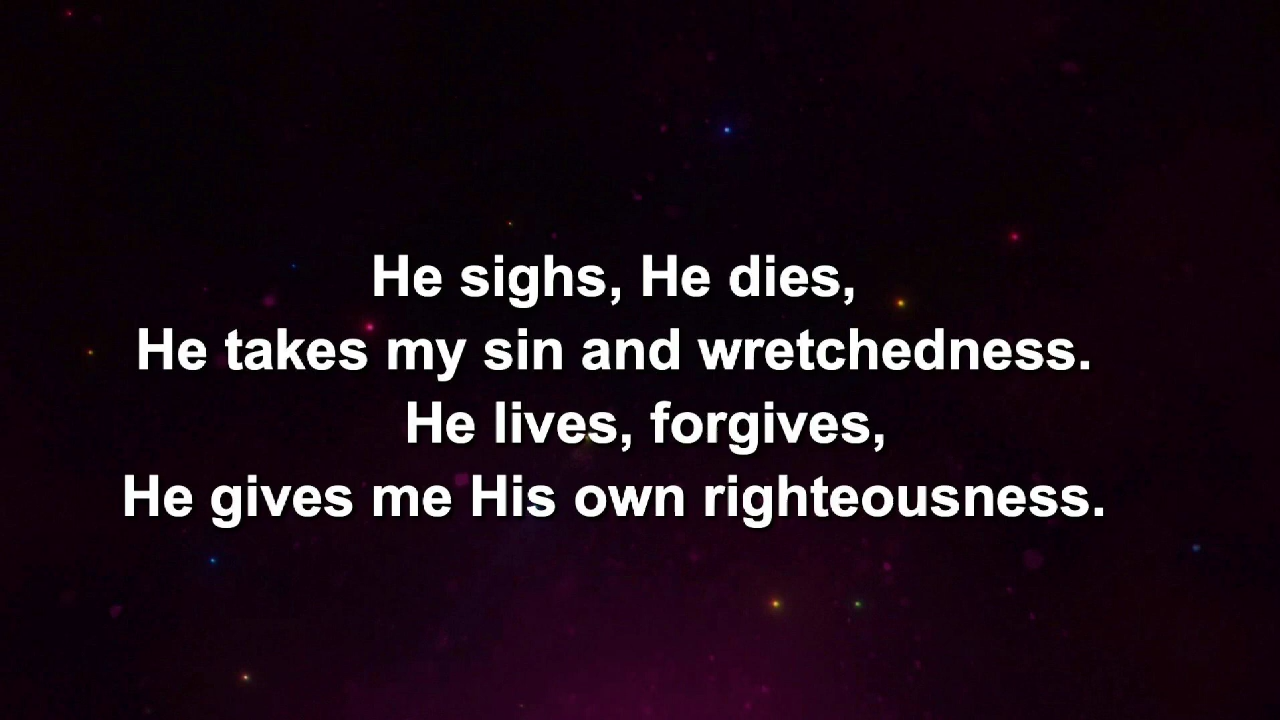 He sighs, He dies,
He takes my sin and wretchedness.
He lives, forgives,
He gives me His own righteousness.